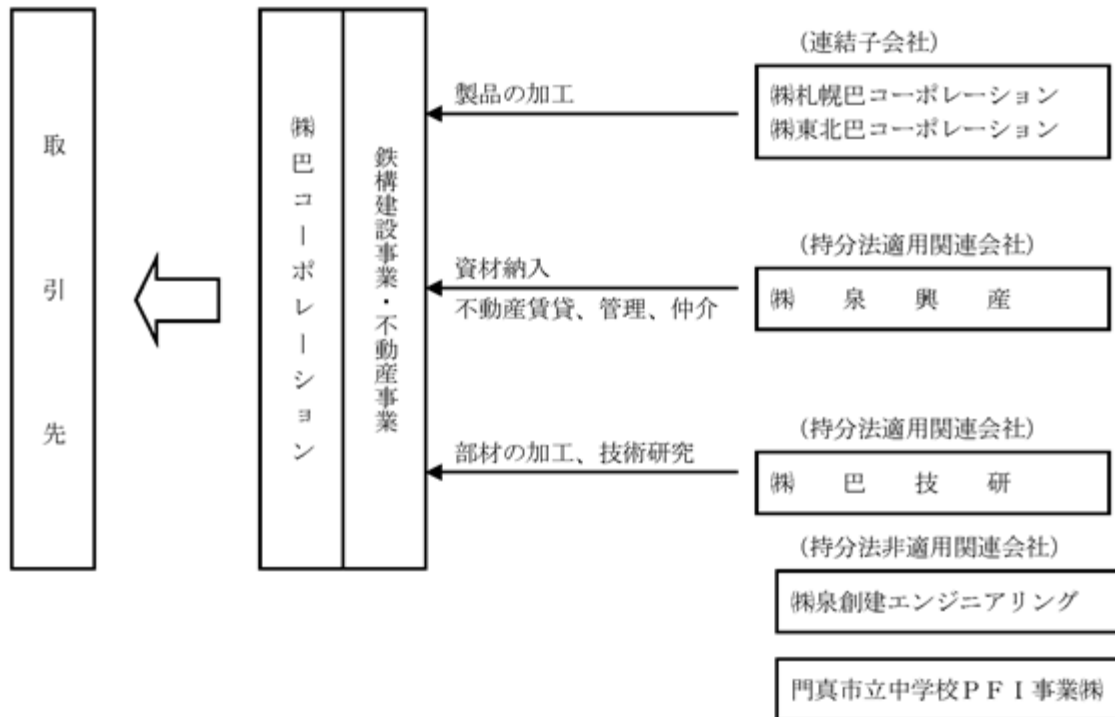 取引先
㈱巴コーポレーション
鉄構建設事業・不動産事業
製品の加工
資材納入
不動産賃貸、管理、仲介
部材の加工、技術研究
(連結子会社)
㈱札幌巴コーポレーション
㈱東北巴コーポレーション
(持分法適用関連会社)
㈱ 泉 興 産
(持分法適用関連会社)
㈱ 巴 技 研
(持分法非適用関連会社)
㈱泉創建エンジニアリング
門真市立中学校ＰＦＩ事業㈱